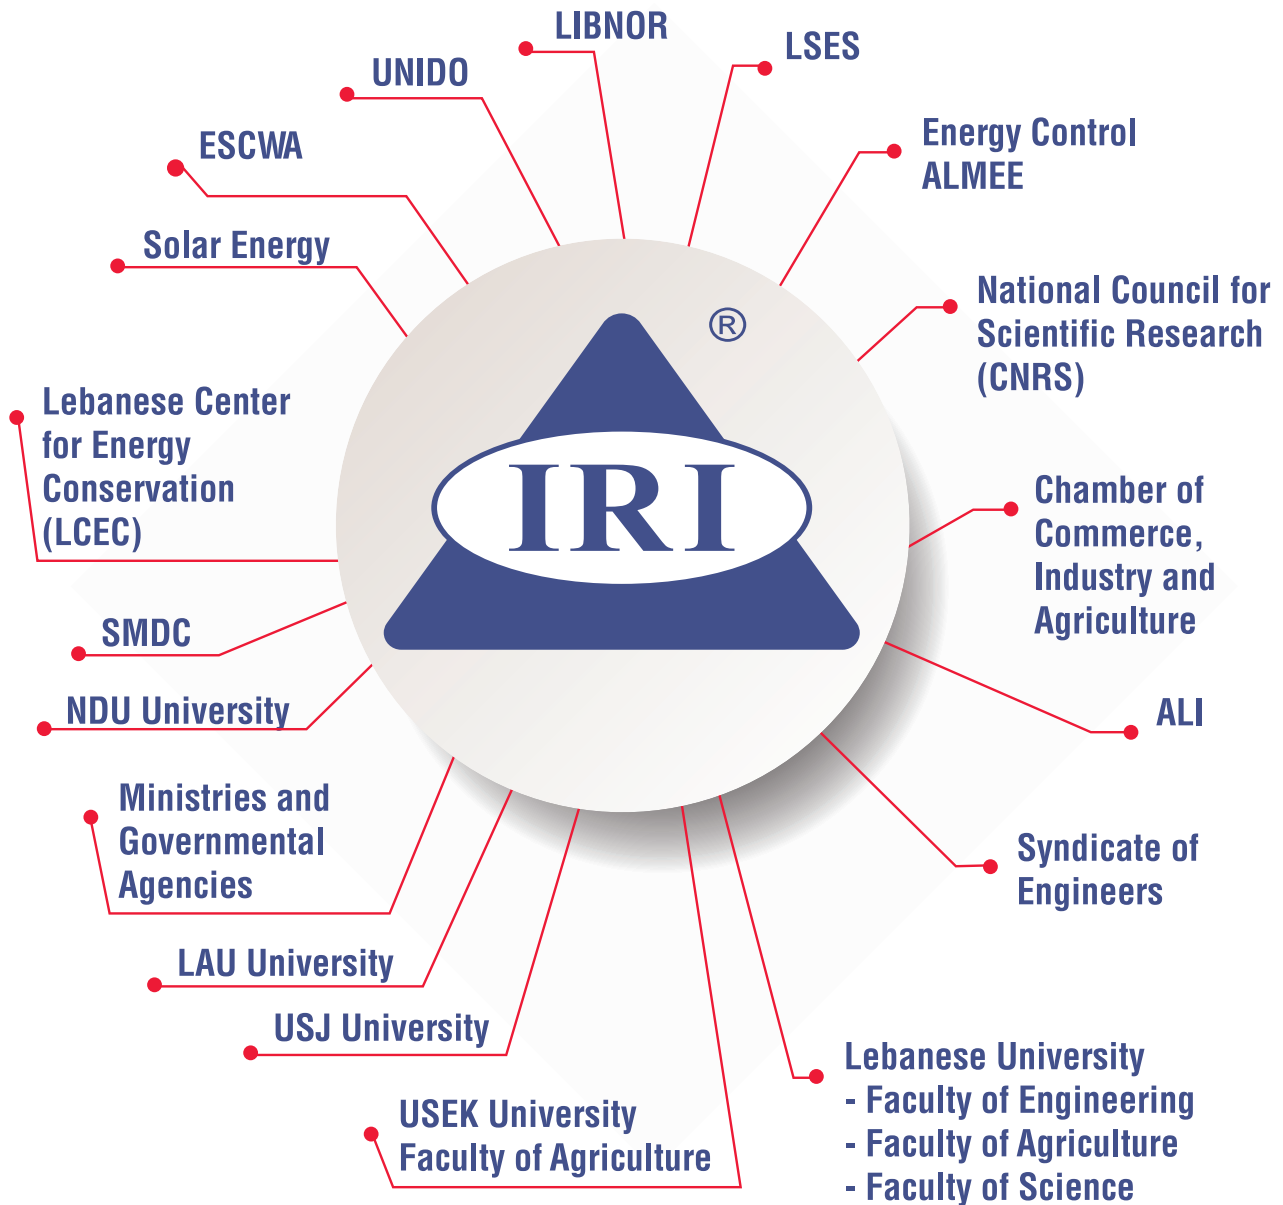 LIBNOR
LSES
UNIDO
Energy Control
ALMEE
ESCWA
Solar Energy
National Council for
Scientific Research
(CNRS)
®
IRI
Lebanese Center
for Energy
Conservation
(LCEC)
Chamber of
Commerce,
Industry and
Agriculture
SMDC
NDU University
ALI
Ministries and
Governmental
Agencies
Syndicate of
Engineers
LAU University
USJ University
USEK University
Faculty of Agriculture
Lebanese University
- Faculty of Engineering
- Faculty of Agriculture
- Faculty of Science